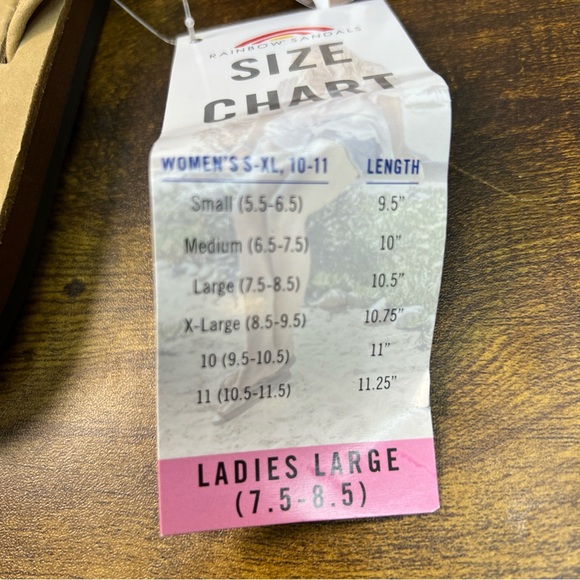 RAINBOW SANDALS
SIZE
CHART
WOMEN'S S-XL, 10-11 LENGTH
Small (5.5-6.5) 9.5"
Medium (6.5-7.5) 10"
Large (7.5-8.5) 10.5"
X-Large (8.5-9.5) 10.75"
10 (9.5-10.5) 11"
11 (10.5-11.5) 11.25"
LADIES LARGE
(7.5-8.5)